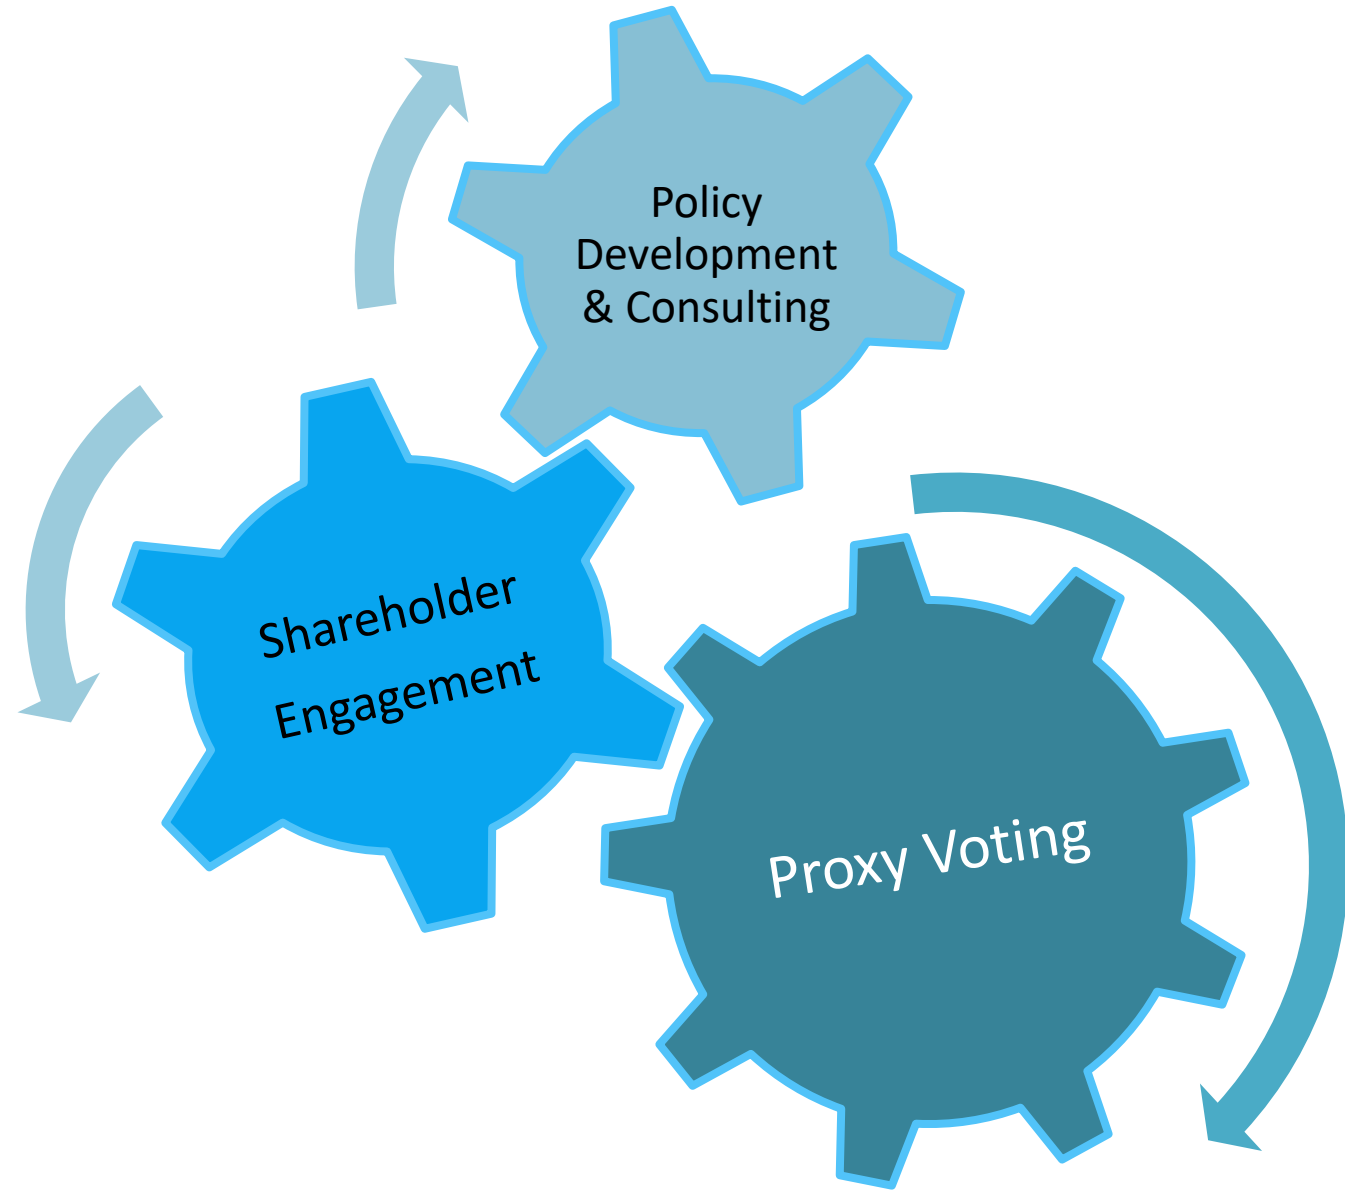 Policy
Development
& Consulting
Shareholder
Engagement
Proxy Voting